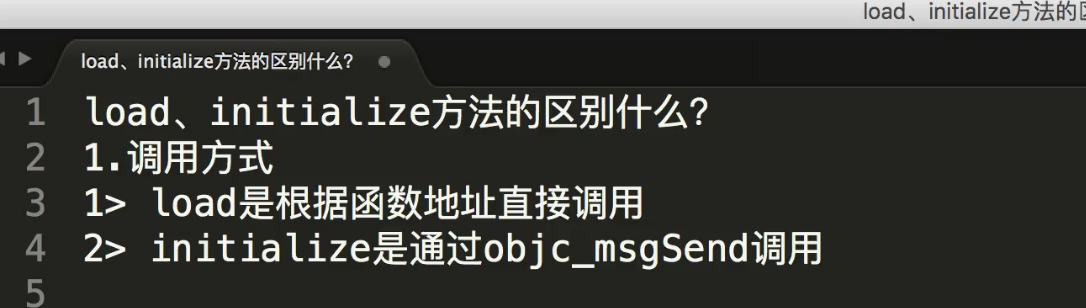 load、initialize方法的
load、initialize方法的区别什么?
1 load、initialize方法的区别什么?
2 1.调用方式
3 1> load是根据函数地址直接调用
4 2> initialize是通过objc_msgSend调用
5